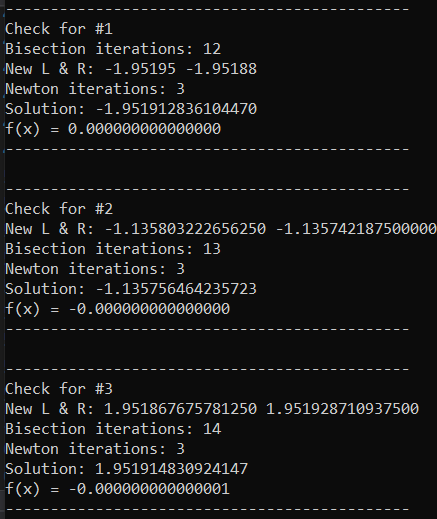 ---------------------------------------------
Check for #1
Bisection iterations: 12
New L & R: -1.95195 -1.95188
Newton iterations: 3
Solution: -1.951912836104470
f(x) = 0.000000000000000
---------------------------------------------
---------------------------------------------
Check for #2
New L & R: -1.135803222656250 -1.135742187500000
Bisection iterations: 13
Newton iterations: 3
Solution: -1.135756464235723
f(x) = -0.000000000000000
---------------------------------------------
---------------------------------------------
Check for #3
New L & R: 1.951867675781250 1.951928710937500
Bisection iterations: 14
Newton iterations: 3
Solution: 1.951914830924147
f(x) = -0.000000000000001
---------------------------------------------